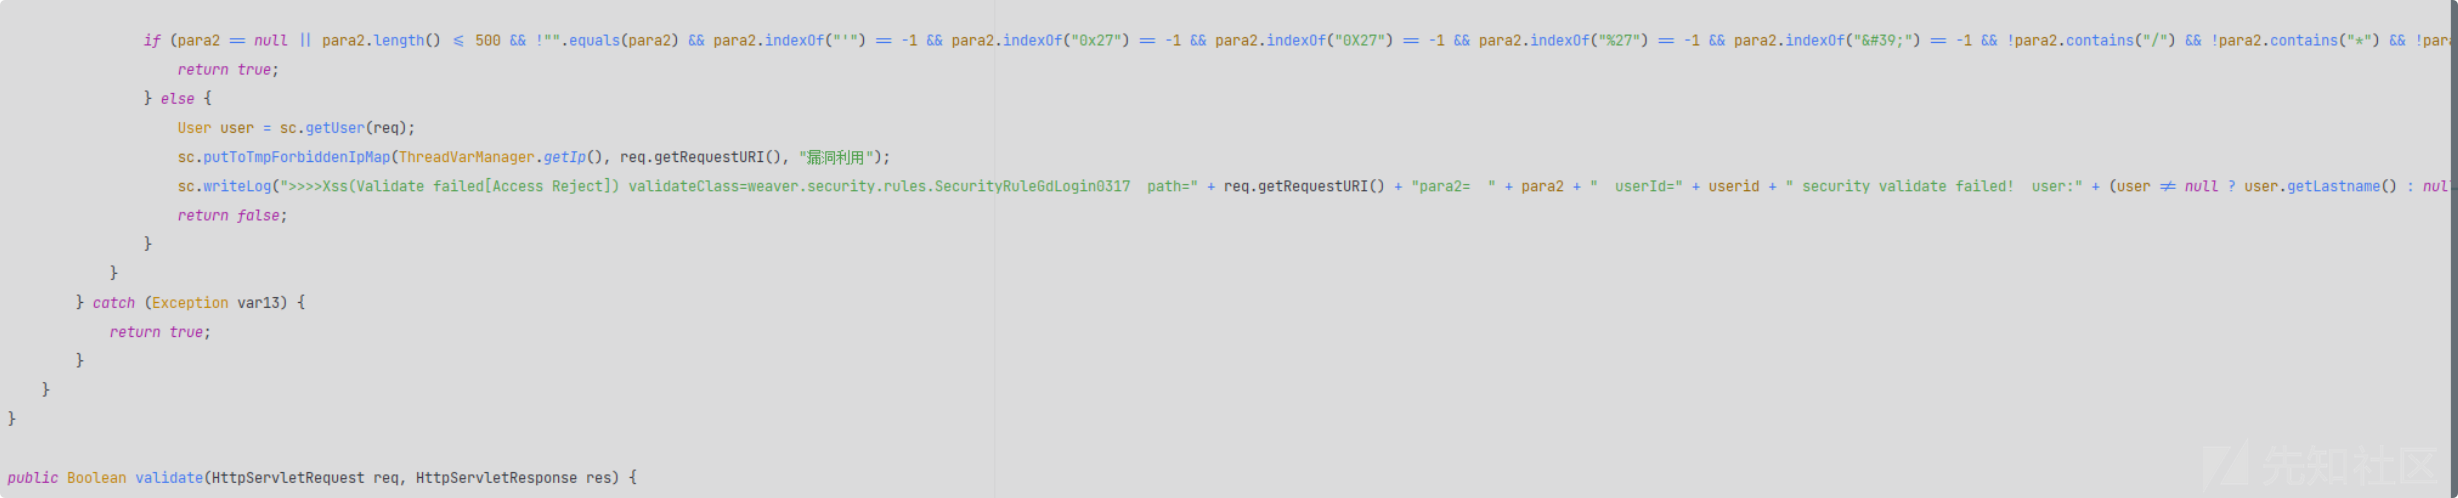 if (para2 == null || para2.length() <= 500 && !"".equals(para2) && para2.indexOf("'") == -1 && para2.indexOf("0x27") == -1 && para2.indexOf("0X27") == -1 && para2.indexOf("%27") == -1 && para2.indexOf("&#39;") == -1 && !para2.contains("/") && !para2.contains("*") && !par
return true;
} else {
User user = sc.getUser(req);
sc.putToTmpForbiddenIpMap(ThreadVarManager.getIp(), req.getRequestURI(), "漏洞利用");
sc.writeLog(">>>>Xss(Validate failed[Access Reject]) validateClass=weaver.security.rules.SecurityRuleGdLogin0317  path=" + req.getRequestURI() + "para2=  " + para2 + "  userId=" + userid + " security validate failed!  user:" + (user != null ? user.getLastname() : nul
return false;
}
}
} catch (Exception var13) {
return true;
}
}
}
public Boolean validate(HttpServletRequest req, HttpServletResponse res) {
先知社区